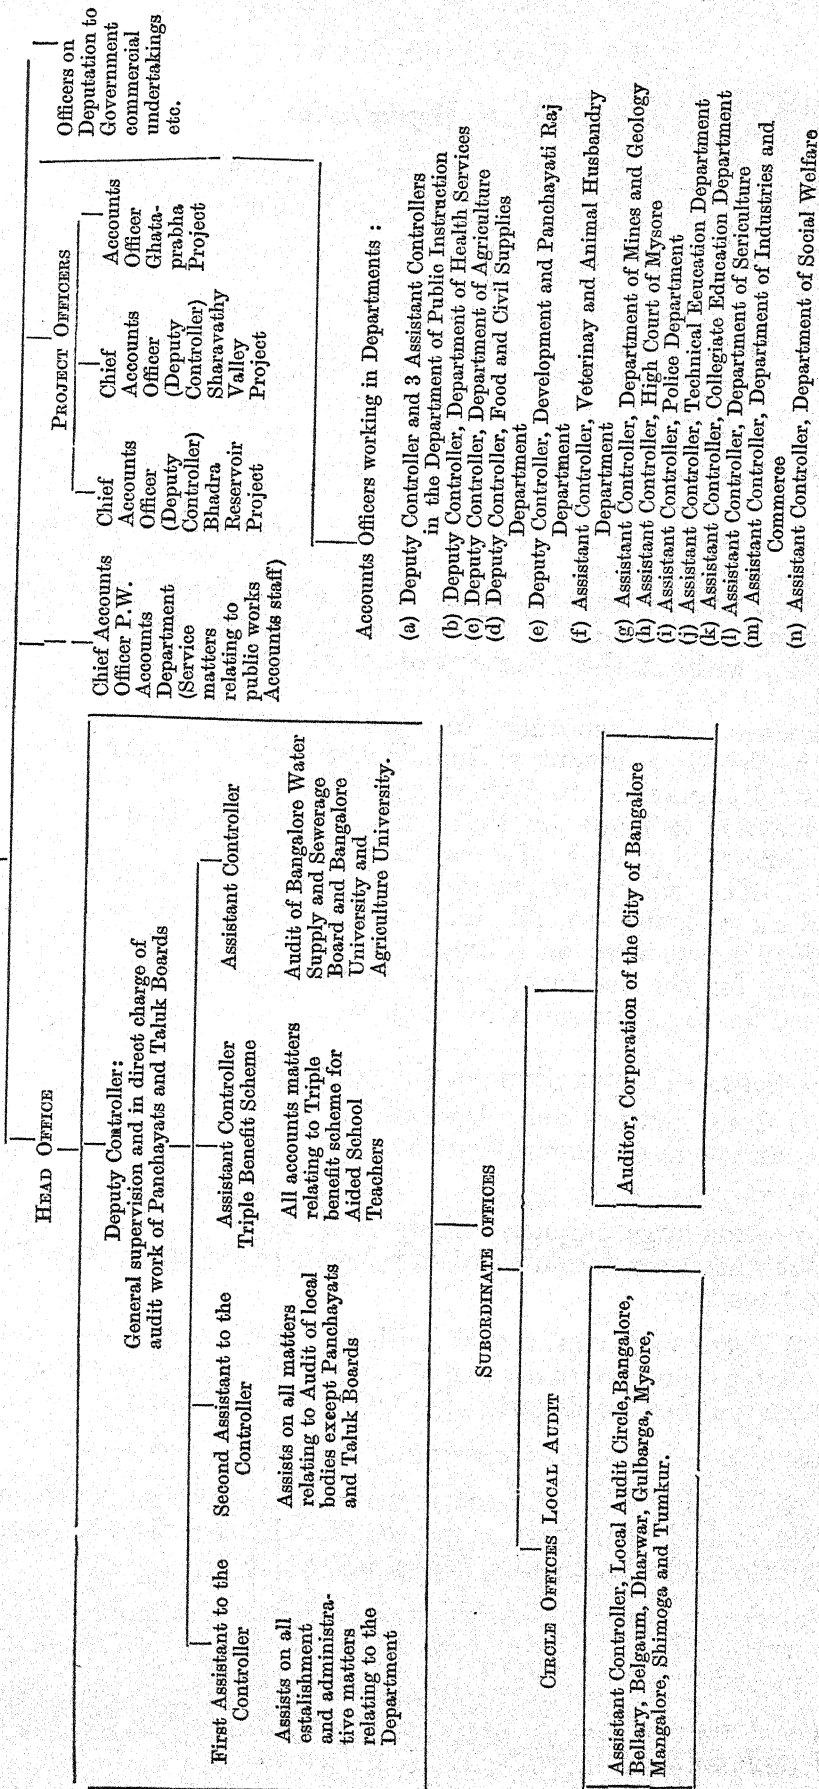 HEAD OFFICE
Deputy Controller:
General supervision and in direct charge of
audit work of Panchayats and Taluk Boards
First Assistant to the
Controller
Assists on all
estalishment
and administra-
tive matters
relating to the
Department
Second Assistant to the
Controller
Assists on all matters
relating to Audit of local
bodies except Panchayats
and Taluk Boards
Assistant Controller
Triple Benefit Scheme
All accounts matters
relating to Triple
benefit scheme for
Aided School
Teachers
Assistant Controller
Audit of Bangalore Water
Supply and Sewerage
Board and Bangalore
University and
Agriculture University.
SUBORDINATE OFFICES
CIRCLE OFFICES LOCAL AUDIT
Assistant Controller, Local Audit Circle,Bangalore,
Bellary, Belgaum, Dharwar, Gulbarga, Mysore,
Mangalore, Shimoga and Tumkur.
Auditor, Corporation of the City of Bangalore
Chief Accounts
Officer P.W.
Accounts
Department
(Service
matters
relating to
public works
Accounts staff)
PROJECT OFFICERS
Chief
Accounts
Officer
(Deputy
Controller)
Bhadra
Reservoir
Project
Chief
Accounts
Officer
(Deputy
Controller)
Sharavathy
Valley
Project
Accounts
Officer
Ghata-
prabha
Project
Officers on
Deputation to
Government
commercial
undertakings
etc.
Accounts Officers working in Departments :
(a) Deputy Controller and 3 Assistant Controllers
in the Department of Public Instruction
(b) Deputy Controller, Department of Health Services
(c) Deputy Controller, Department of Agriculture
(d) Deputy Controller, Food and Civil Supplies
Department
(e) Deputy Controller, Development and Panchayati Raj
Department
(f) Assistant Controller, Veterinay and Animal Husbandry
Department
(g) Assistant Controller, Department of Mines and Geology
(h) Assistant Controller, High Court of Mysore
(i) Assistant Controller, Police Department
(j) Assistant Controller, Technical Eeucation Department
(k) Assistant Controller, Collegiate Education Department
(l) Assistant Controller, Department of Sericulture
(m) Assistant Controller, Department of Industries and
Commerce
(n) Assistant Controller, Department of Social Welfare